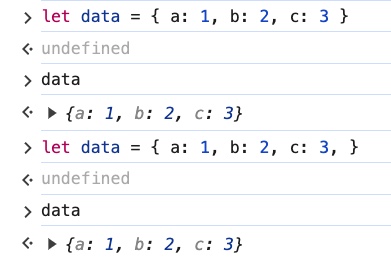 > let data = { a: 1, b: 2, c: 3 }
<· undefined
> data
<· ▶ {a: 1, b: 2, c: 3}
> let data = { a: 1, b: 2, c: 3, }
<· undefined
> data
<· ▶ {a: 1, b: 2, c: 3}